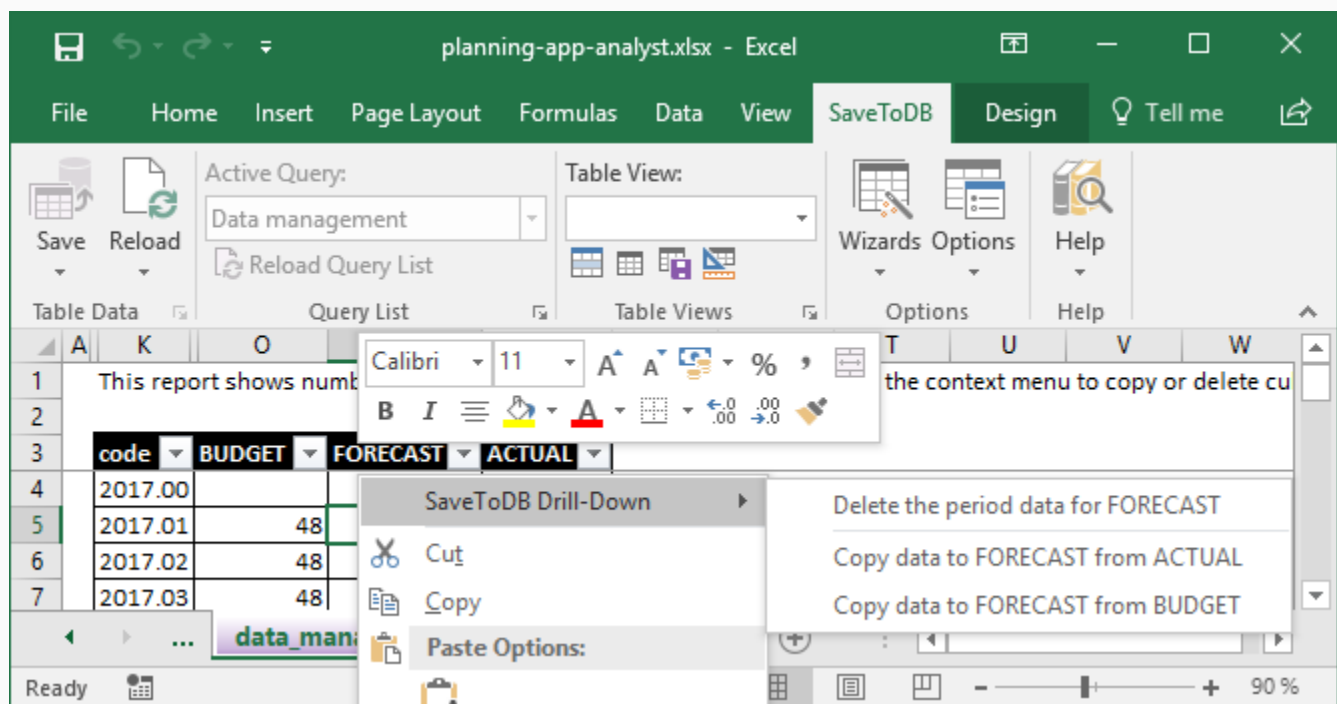 planning-app-analyst.xlsx - Excel
File Home Insert Page Layout Formulas Data View SaveToDB Design Tell me
Active Query: Table View:
Data management
Save Reload Wizards Options Help
Reload Query List
Table Data Query List Table Views Options Help
A K O T U V W
Calibri 11 A A % ,
1 This report shows the context menu to copy or delete
B I A .0 .00 .00 .0
2
3 code BUDGET FORECAST ACTUAL
4 2017.00
SaveToDB Drill-Down Delete the period data for FORECAST
5 2017.01 48
Cut Copy data to FORECAST from ACTUAL
6 2017.02 48
7 2017.03 48 Copy Copy data to FORECAST from BUDGET
... Paste Options:
Ready 90 %